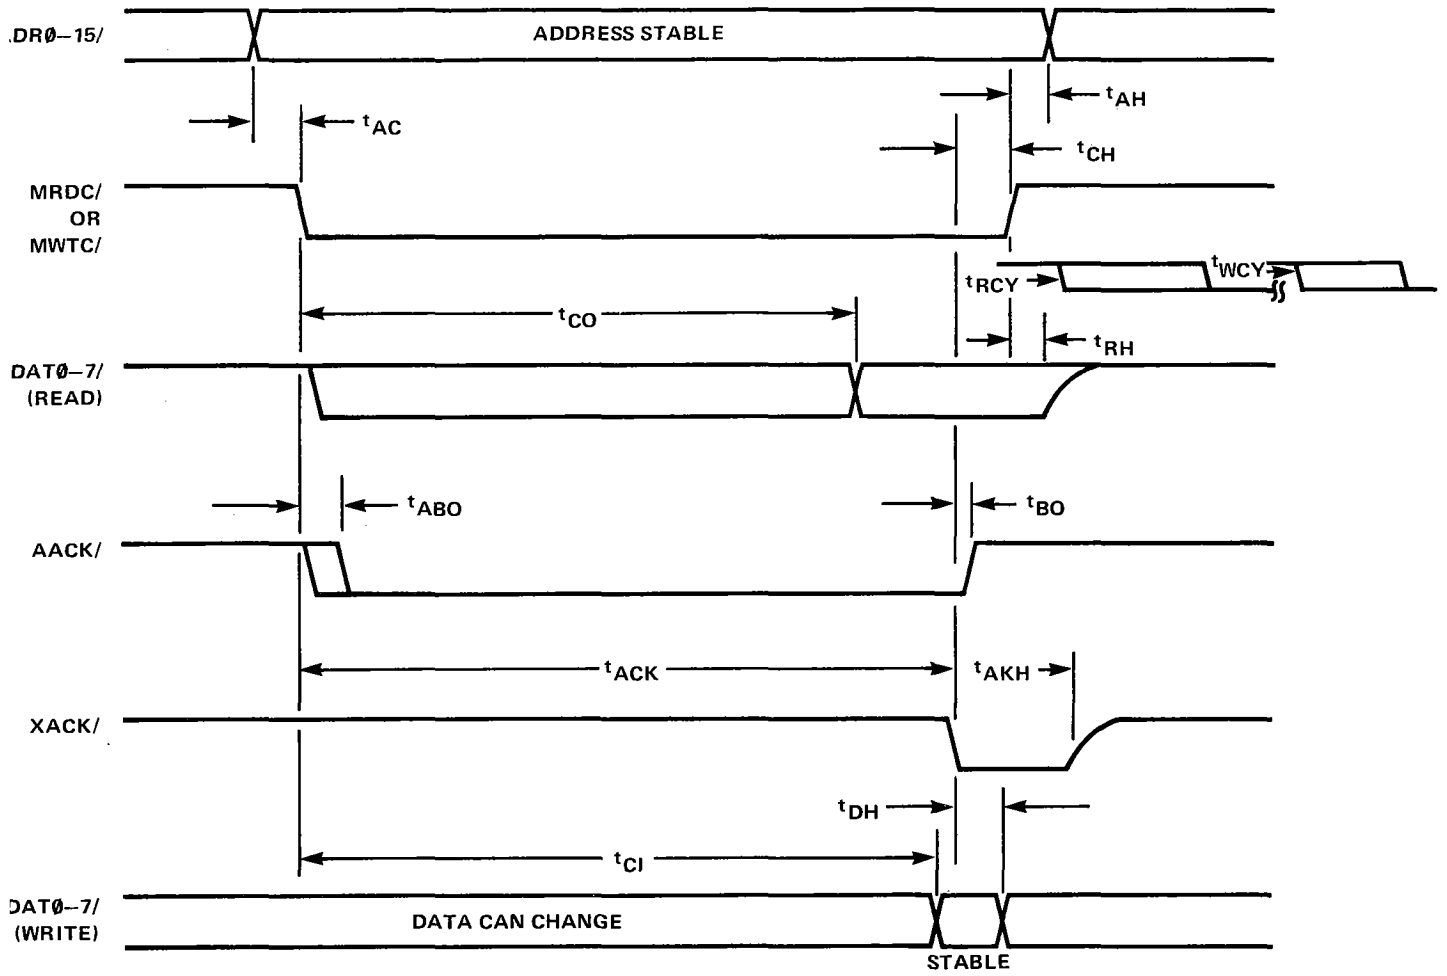 .DRØ–15/
ADDRESS STABLE
tAH
tAC
tCH
MRDC/
OR
MWTC/
tRCY
tWCY
tCO
tRH
DATØ–7/
(READ)
tABO
tBO
AACK/
tACK
tAKH
XACK/
tDH
tCI
DATØ–7/
(WRITE)
DATA CAN CHANGE
STABLE